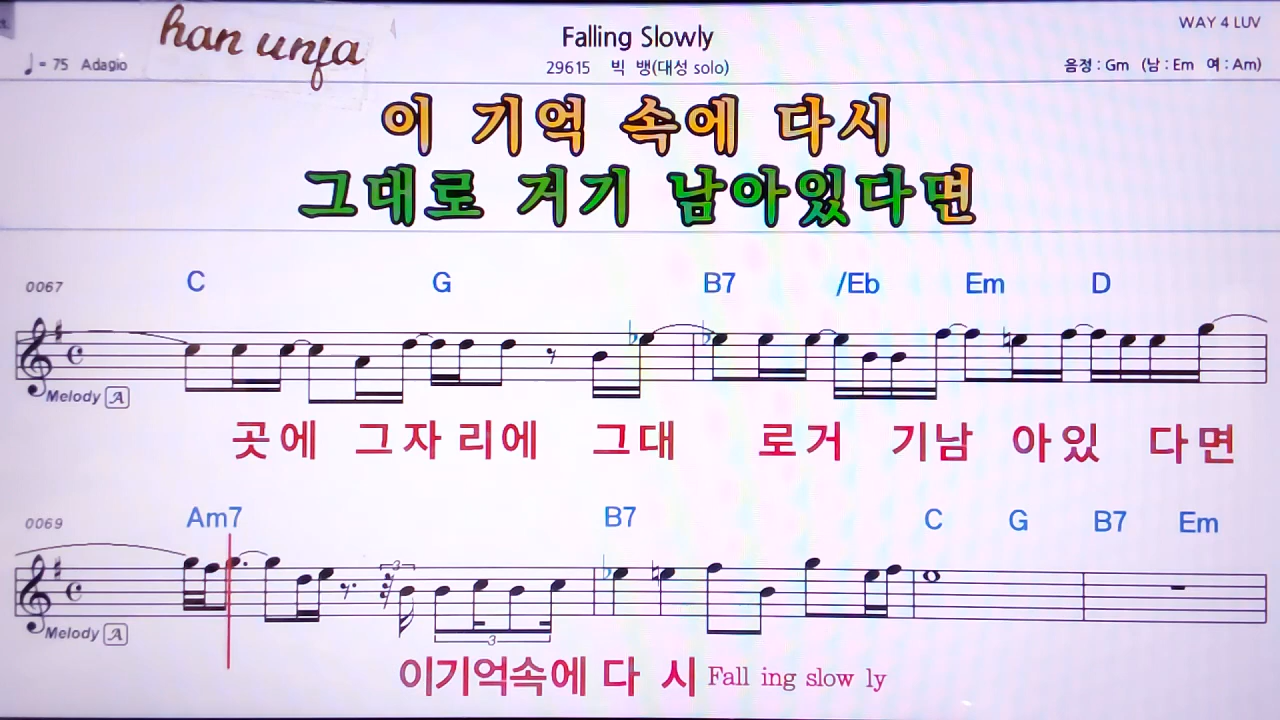 han unja
Falling Slowly
WAY 4 LUV
♩= 75 Adagio
29615 빅 뱅(대성 solo)
음정 : Gm (남 : Em 여 : Am)
이 기억 속에 다시
그대로 거기 남아있다면
0067 C G B7 /Eb Em D
Melody A
곳에 그자리에 그대 로거 기남 아있 다면
0069 Am7 B7 C G B7 Em
3
Melody A
3
이기억속에 다 시 Fall ing slow ly